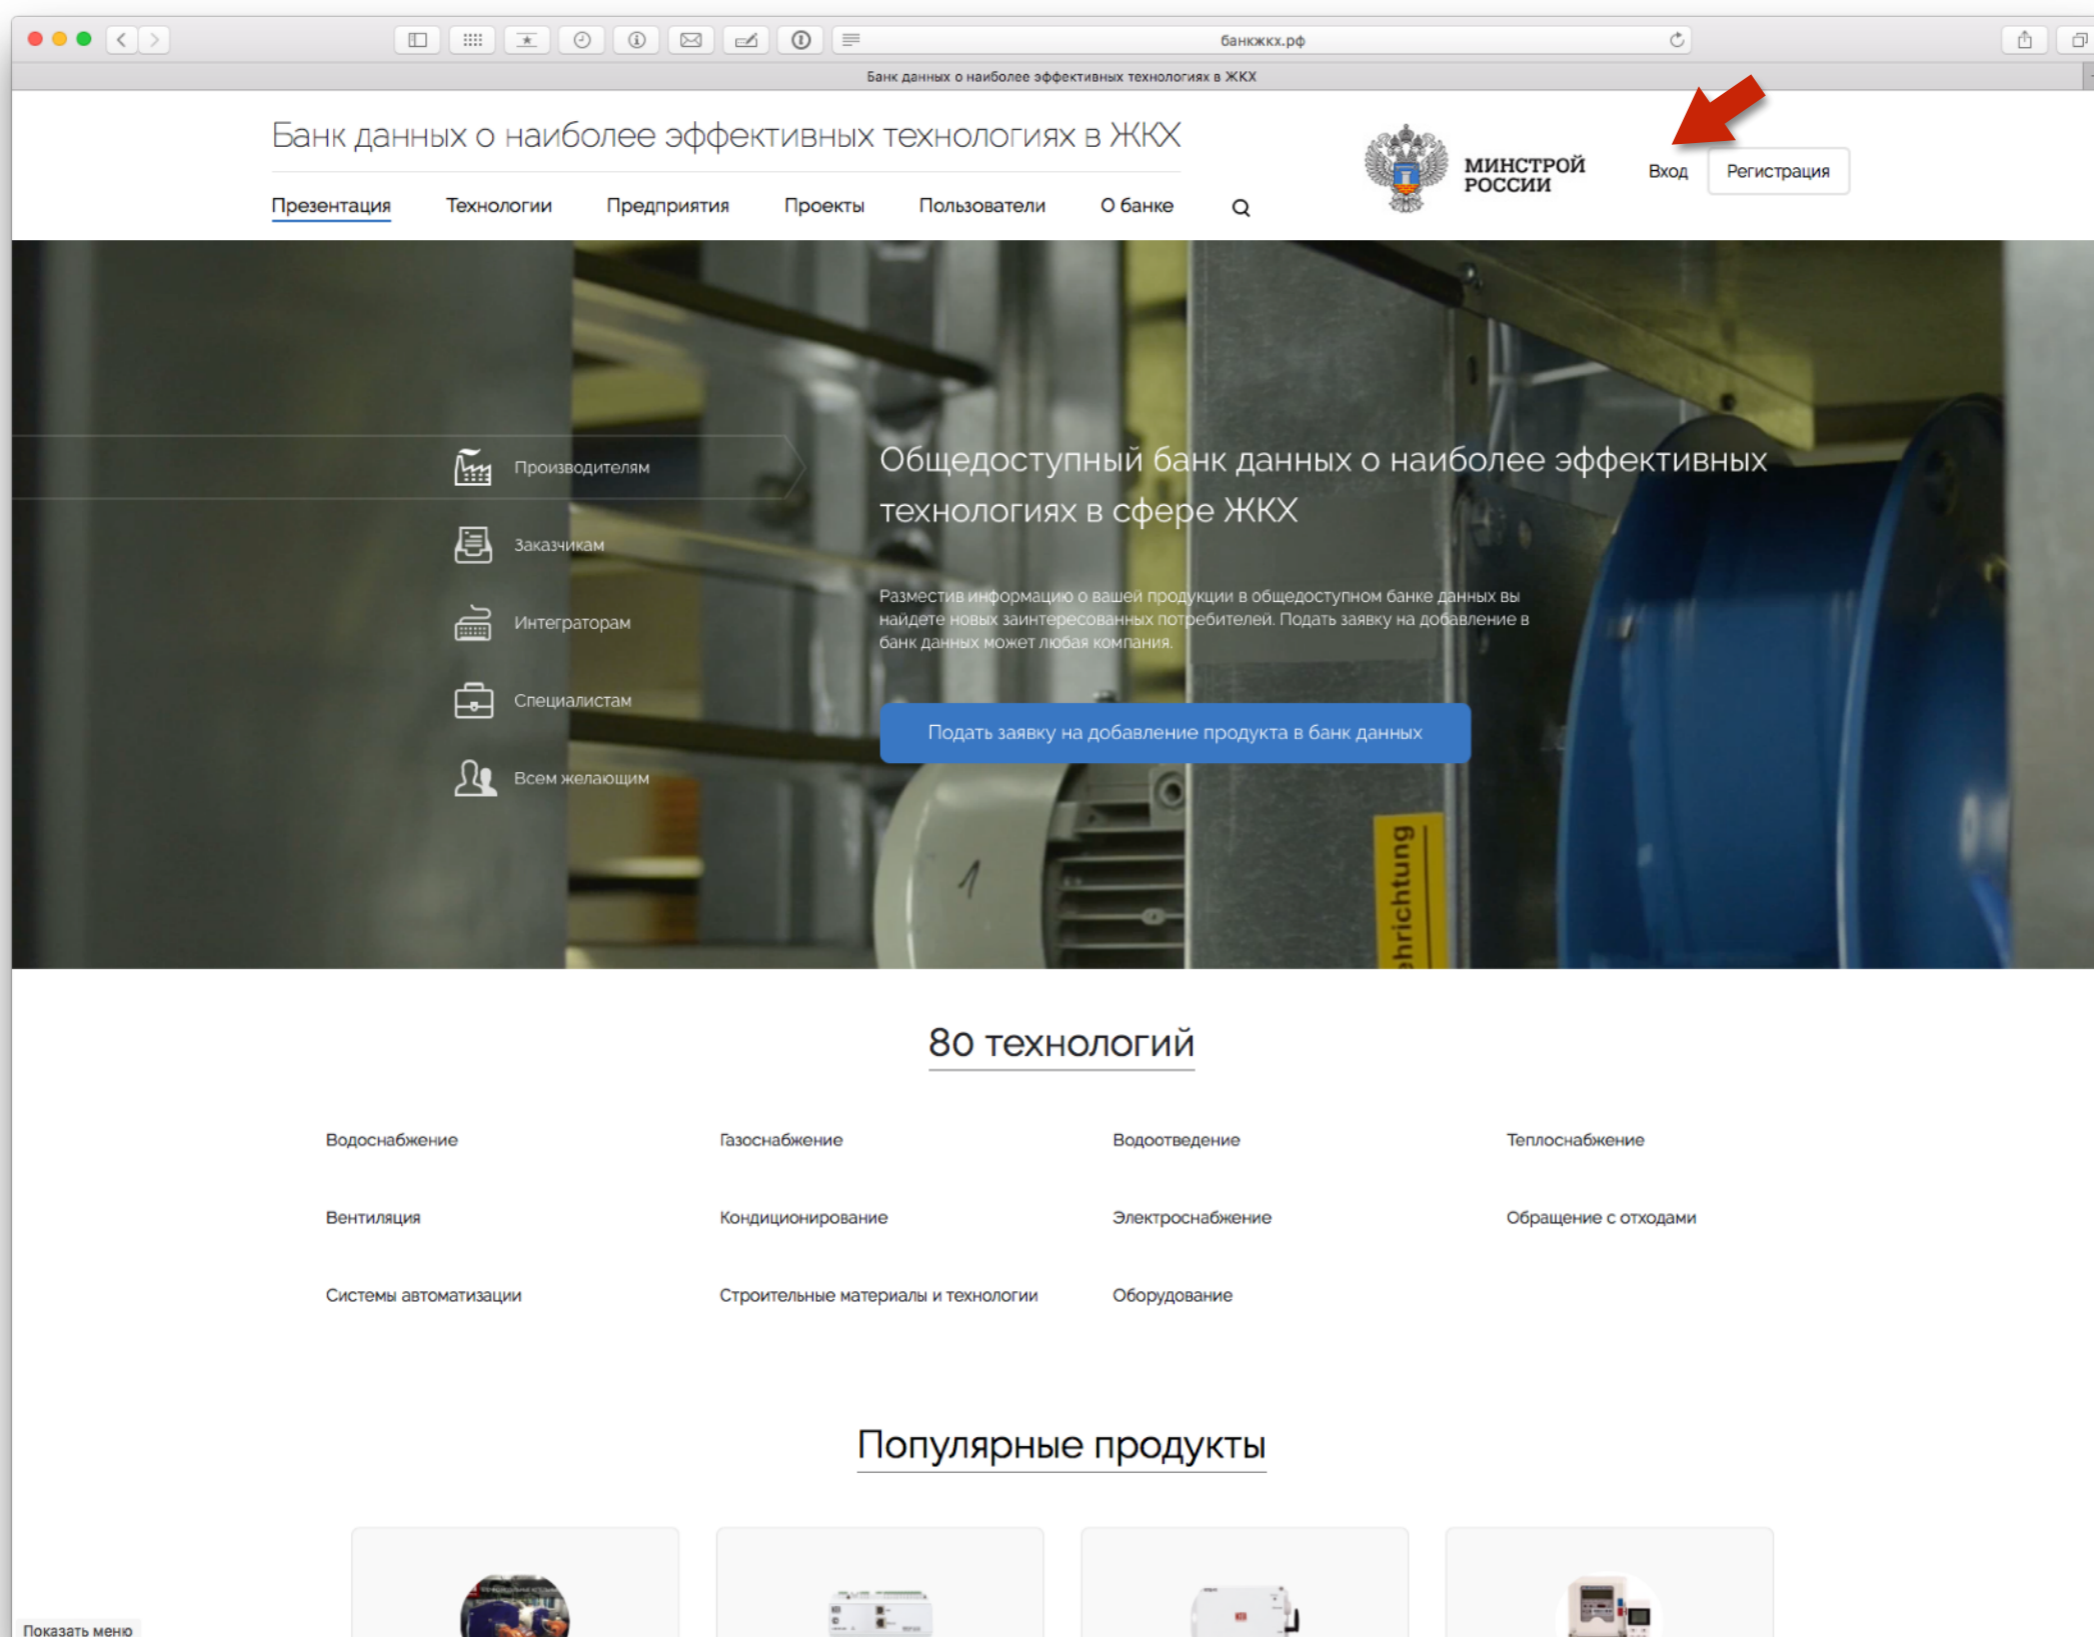 банкжкх.рф
Банк данных о наиболее эффективных технологиях в ЖКХ
Банк данных о наиболее эффективных технологиях в ЖКХ
МИНСТРОЙ
РОССИИ
Вход
Регистрация
Презентация
Технологии
Предприятия
Проекты
Пользователи
О банке
Производителям
Заказчикам
Интеграторам
Специалистам
Всем желающим
Общедоступный банк данных о наиболее эффективных
технологиях в сфере ЖКХ
Разместив информацию о вашей продукции в общедоступном банке данных вы
найдете новых заинтересованных потребителей. Подать заявку на добавление в
банк данных может любая компания.
Подать заявку на добавление продукта в банк данных
1
ehrichtung
80 технологий
Водоснабжение
Газоснабжение
Водоотведение
Теплоснабжение
Вентиляция
Кондиционирование
Электроснабжение
Обращение с отходами
Системы автоматизации
Строительные материалы и технологии
Оборудование
Популярные продукты
Показать меню